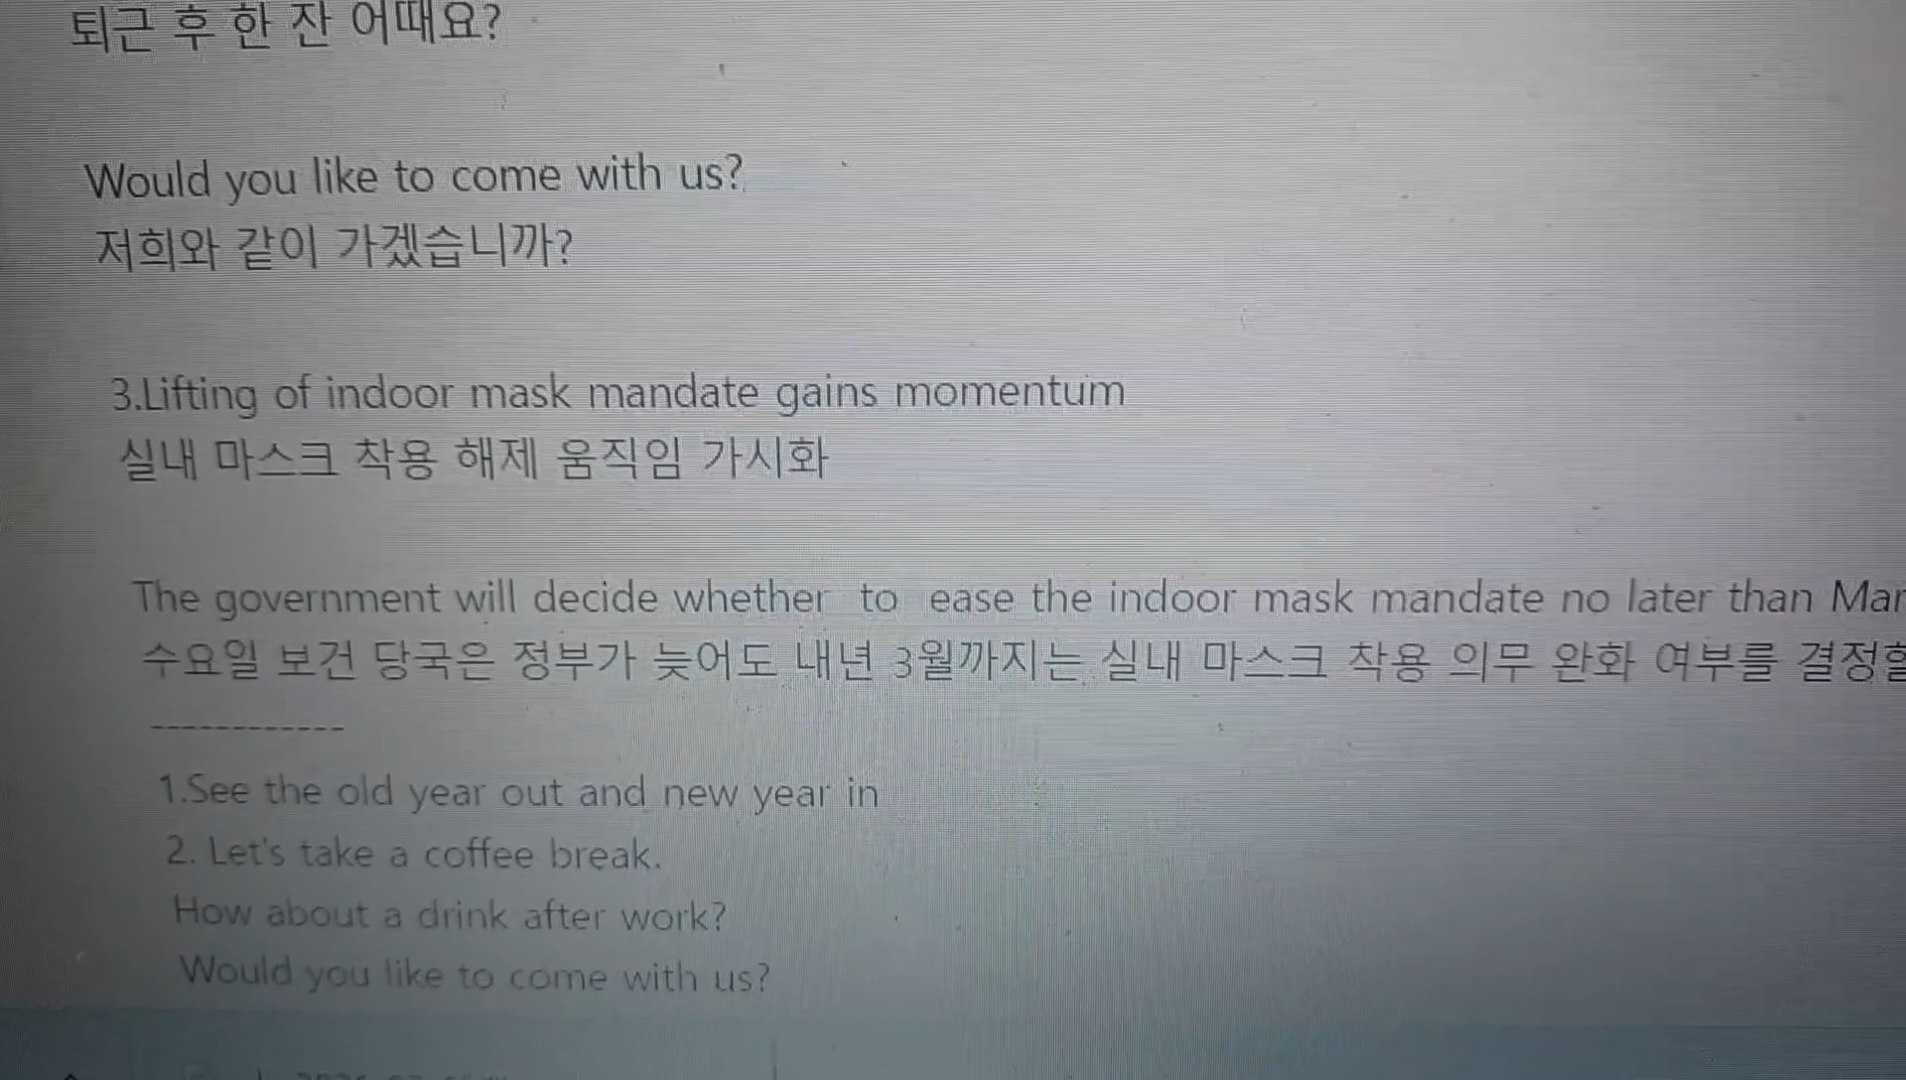 퇴근 후 한 잔 어때요?
Would you like to come with us?
저희와 같이 가겠습니까?
3.Lifting of indoor mask mandate gains momentum
실내 마스크 착용 해제 움직임 가시화
The government will decide whether to ease the indoor mask mandate no later than Mar
수요일 보건 당국은 정부가 늦어도 내년 3월까지는 실내 마스크 착용 의무 완화 여부를 결정할
------------
1.See the old year out and new year in
2. Let's take a coffee break.
How about a drink after work?
Would you like to come with us?